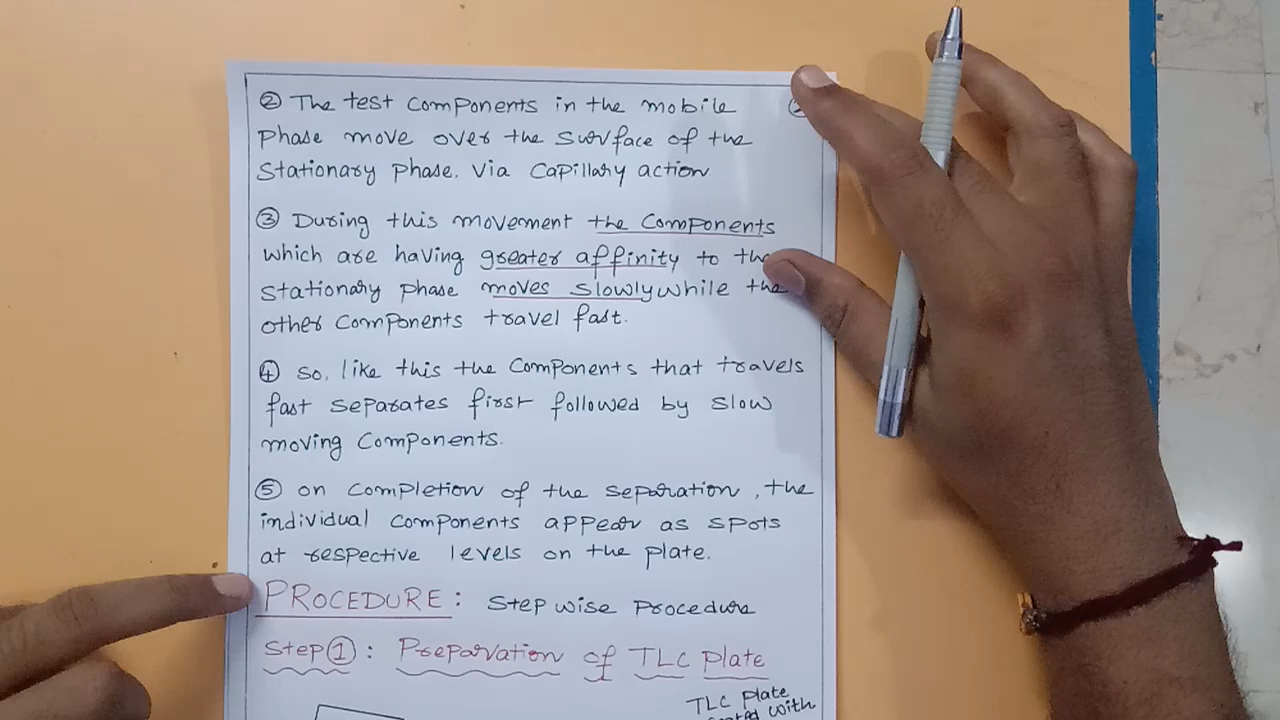 ② The test components in the mobile
phase move over the surface of the
stationary phase. via capillary action
③ During this movement the components
which are having greater affinity to the
stationary phase moves slowly while the
other components travel fast.
④ so, like this the components that travels
fast separates first followed by slow
moving components.
⑤ on completion of the separation, the
individual components appear as spots
at respective levels on the plate.
PROCEDURE: Step wise Procedure
Step ①: Preparation of TLC plate
TLC plate
with